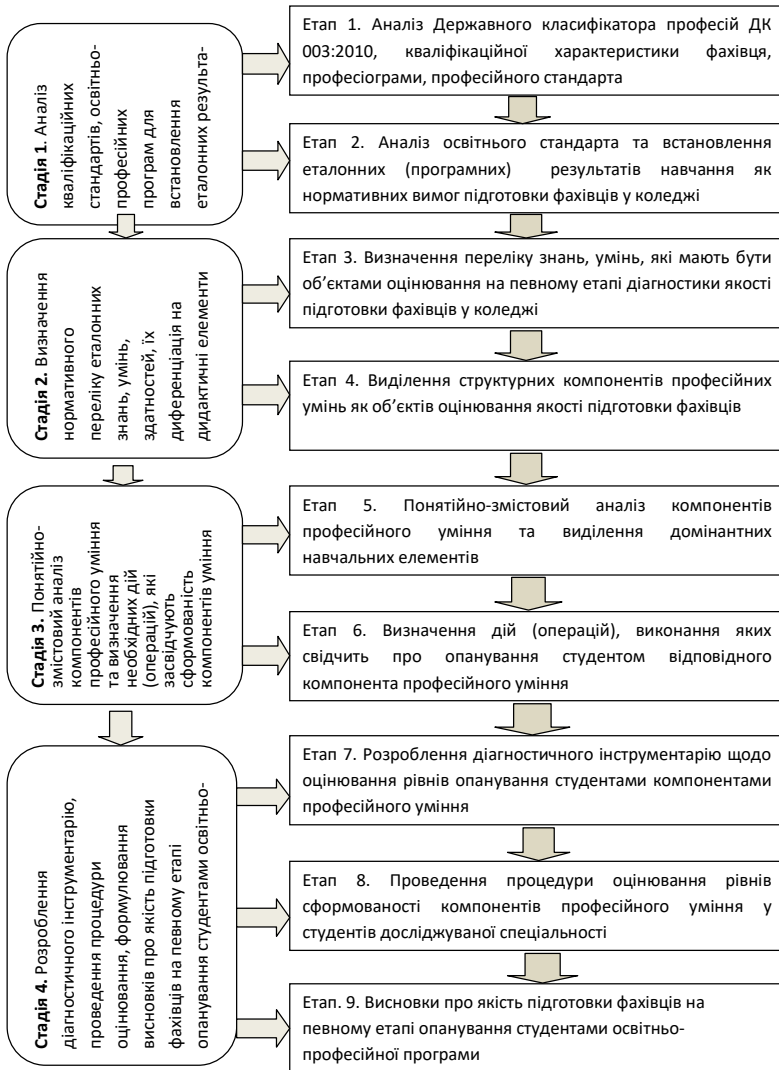 Стадія 1. Аналіз
кваліфікаційних
стандартів, освітньо-
професійних
програм для
встановлення
еталонних результа-
Етап 1. Аналіз Державного класифікатора професій ДК
003:2010, кваліфікаційної характеристики фахівця,
професіограми, професійного стандарта
Етап 2. Аналіз освітнього стандарта та встановлення
еталонних (програмних) результатів навчання як
нормативних вимог підготовки фахівців у коледжі
Стадія 2. Визначення
нормативного
переліку еталонних
знань, умінь,
здатностей, їх
диференціація на
дидактичні елементи
Етап 3. Визначення переліку знань, умінь, які мають бути
об’єктами оцінювання на певному етапі діагностики якості
підготовки фахівців у коледжі
Етап 4. Виділення структурних компонентів професійних
умінь як об’єктів оцінювання якості підготовки фахівців
Стадія 3. Понятійно-
змістовий аналіз
компонентів
професійного уміння
та визначення
необхідних дій
(операцій), які
засвідчують
сформованість
компонентів уміння
Етап 5. Понятійно-змістовий аналіз компонентів
професійного уміння та виділення домінантних
навчальних елементів
Етап 6. Визначення дій (операцій), виконання яких
свідчить про опанування студентом відповідного
компонента професійного уміння
Стадія 4. Розроблення
діагностичного інструментарію,
проведення процедури
оцінювання, формулювання
висновків про якість підготовки
фахівців на певному етапі
опанування студентами освітньо-
Етап 7. Розроблення діагностичного інструментарію щодо
оцінювання рівнів опанування студентами компонентами
професійного уміння
Етап 8. Проведення процедури оцінювання рівнів
сформованості компонентів професійного уміння у
студентів досліджуваної спеціальності
Етап. 9. Висновки про якість підготовки фахівців на
певному етапі опанування студентами освітньо-
професійної програми